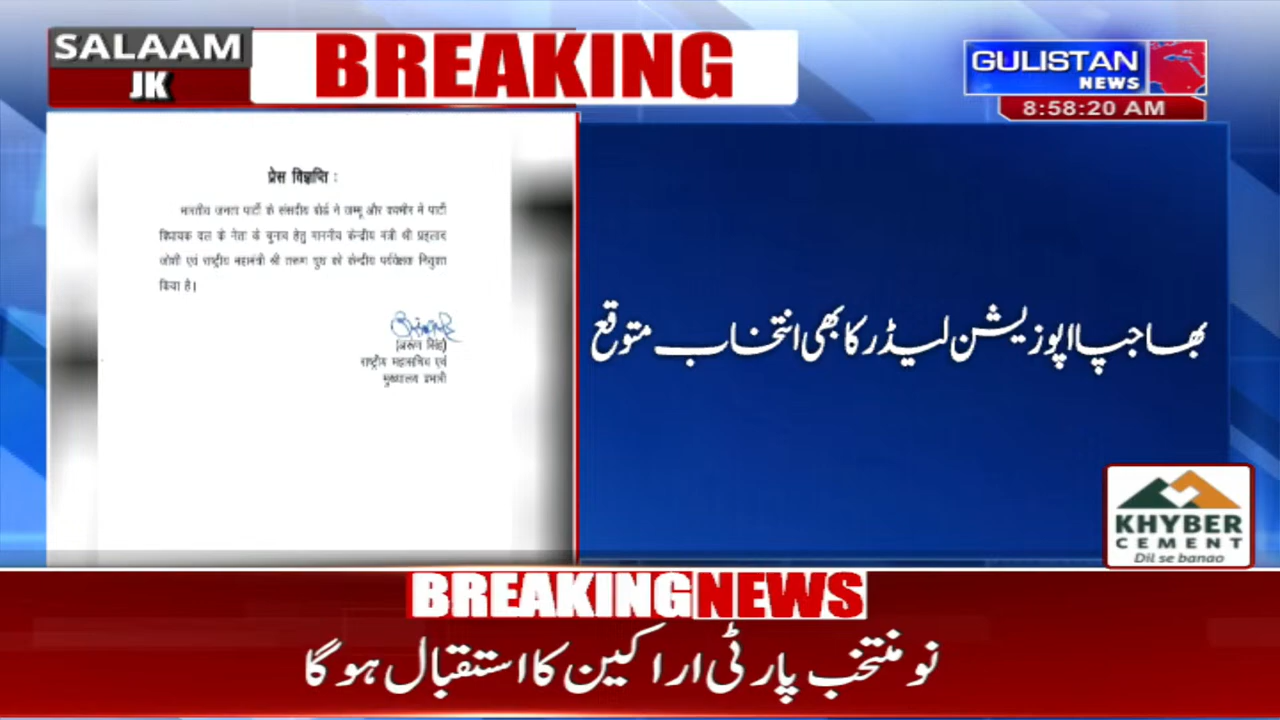 SALAAM
JK
BREAKING
GULISTAN
NEWS
8:58:20 AM
प्रेस विज्ञप्ति :
भारतीय जनता पार्टी के संसदीय बोर्ड ने जम्मू और कश्मीर में पार्टी
विधायक दल के नेता के चुनाव हेतु माननीय केन्द्रीय मंत्री श्री प्रहलाद
जोशी एवं राष्ट्रीय महामंत्री श्री तरुण चुघ को केन्द्रीय पर्यवेक्षक नियुक्त
किया है।
(अरुण सिंह)
राष्ट्रीय महासचिव एवं
मुख्यालय प्रभारी
بھاجپا اپوزیشن لیڈر کا بھی انتخاب متوقع
KHYBER
CEMENT
Dil se banao
BREAKING NEWS
نو منتخب پارٹی اراکین کا استقبال ہوگا